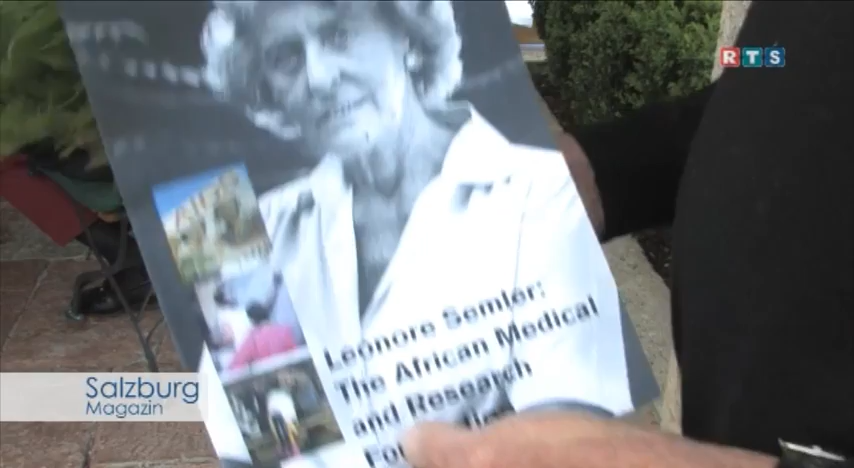 RTS
Leonore Semler:
The African Medical
and Research
Salzburg
Magazin